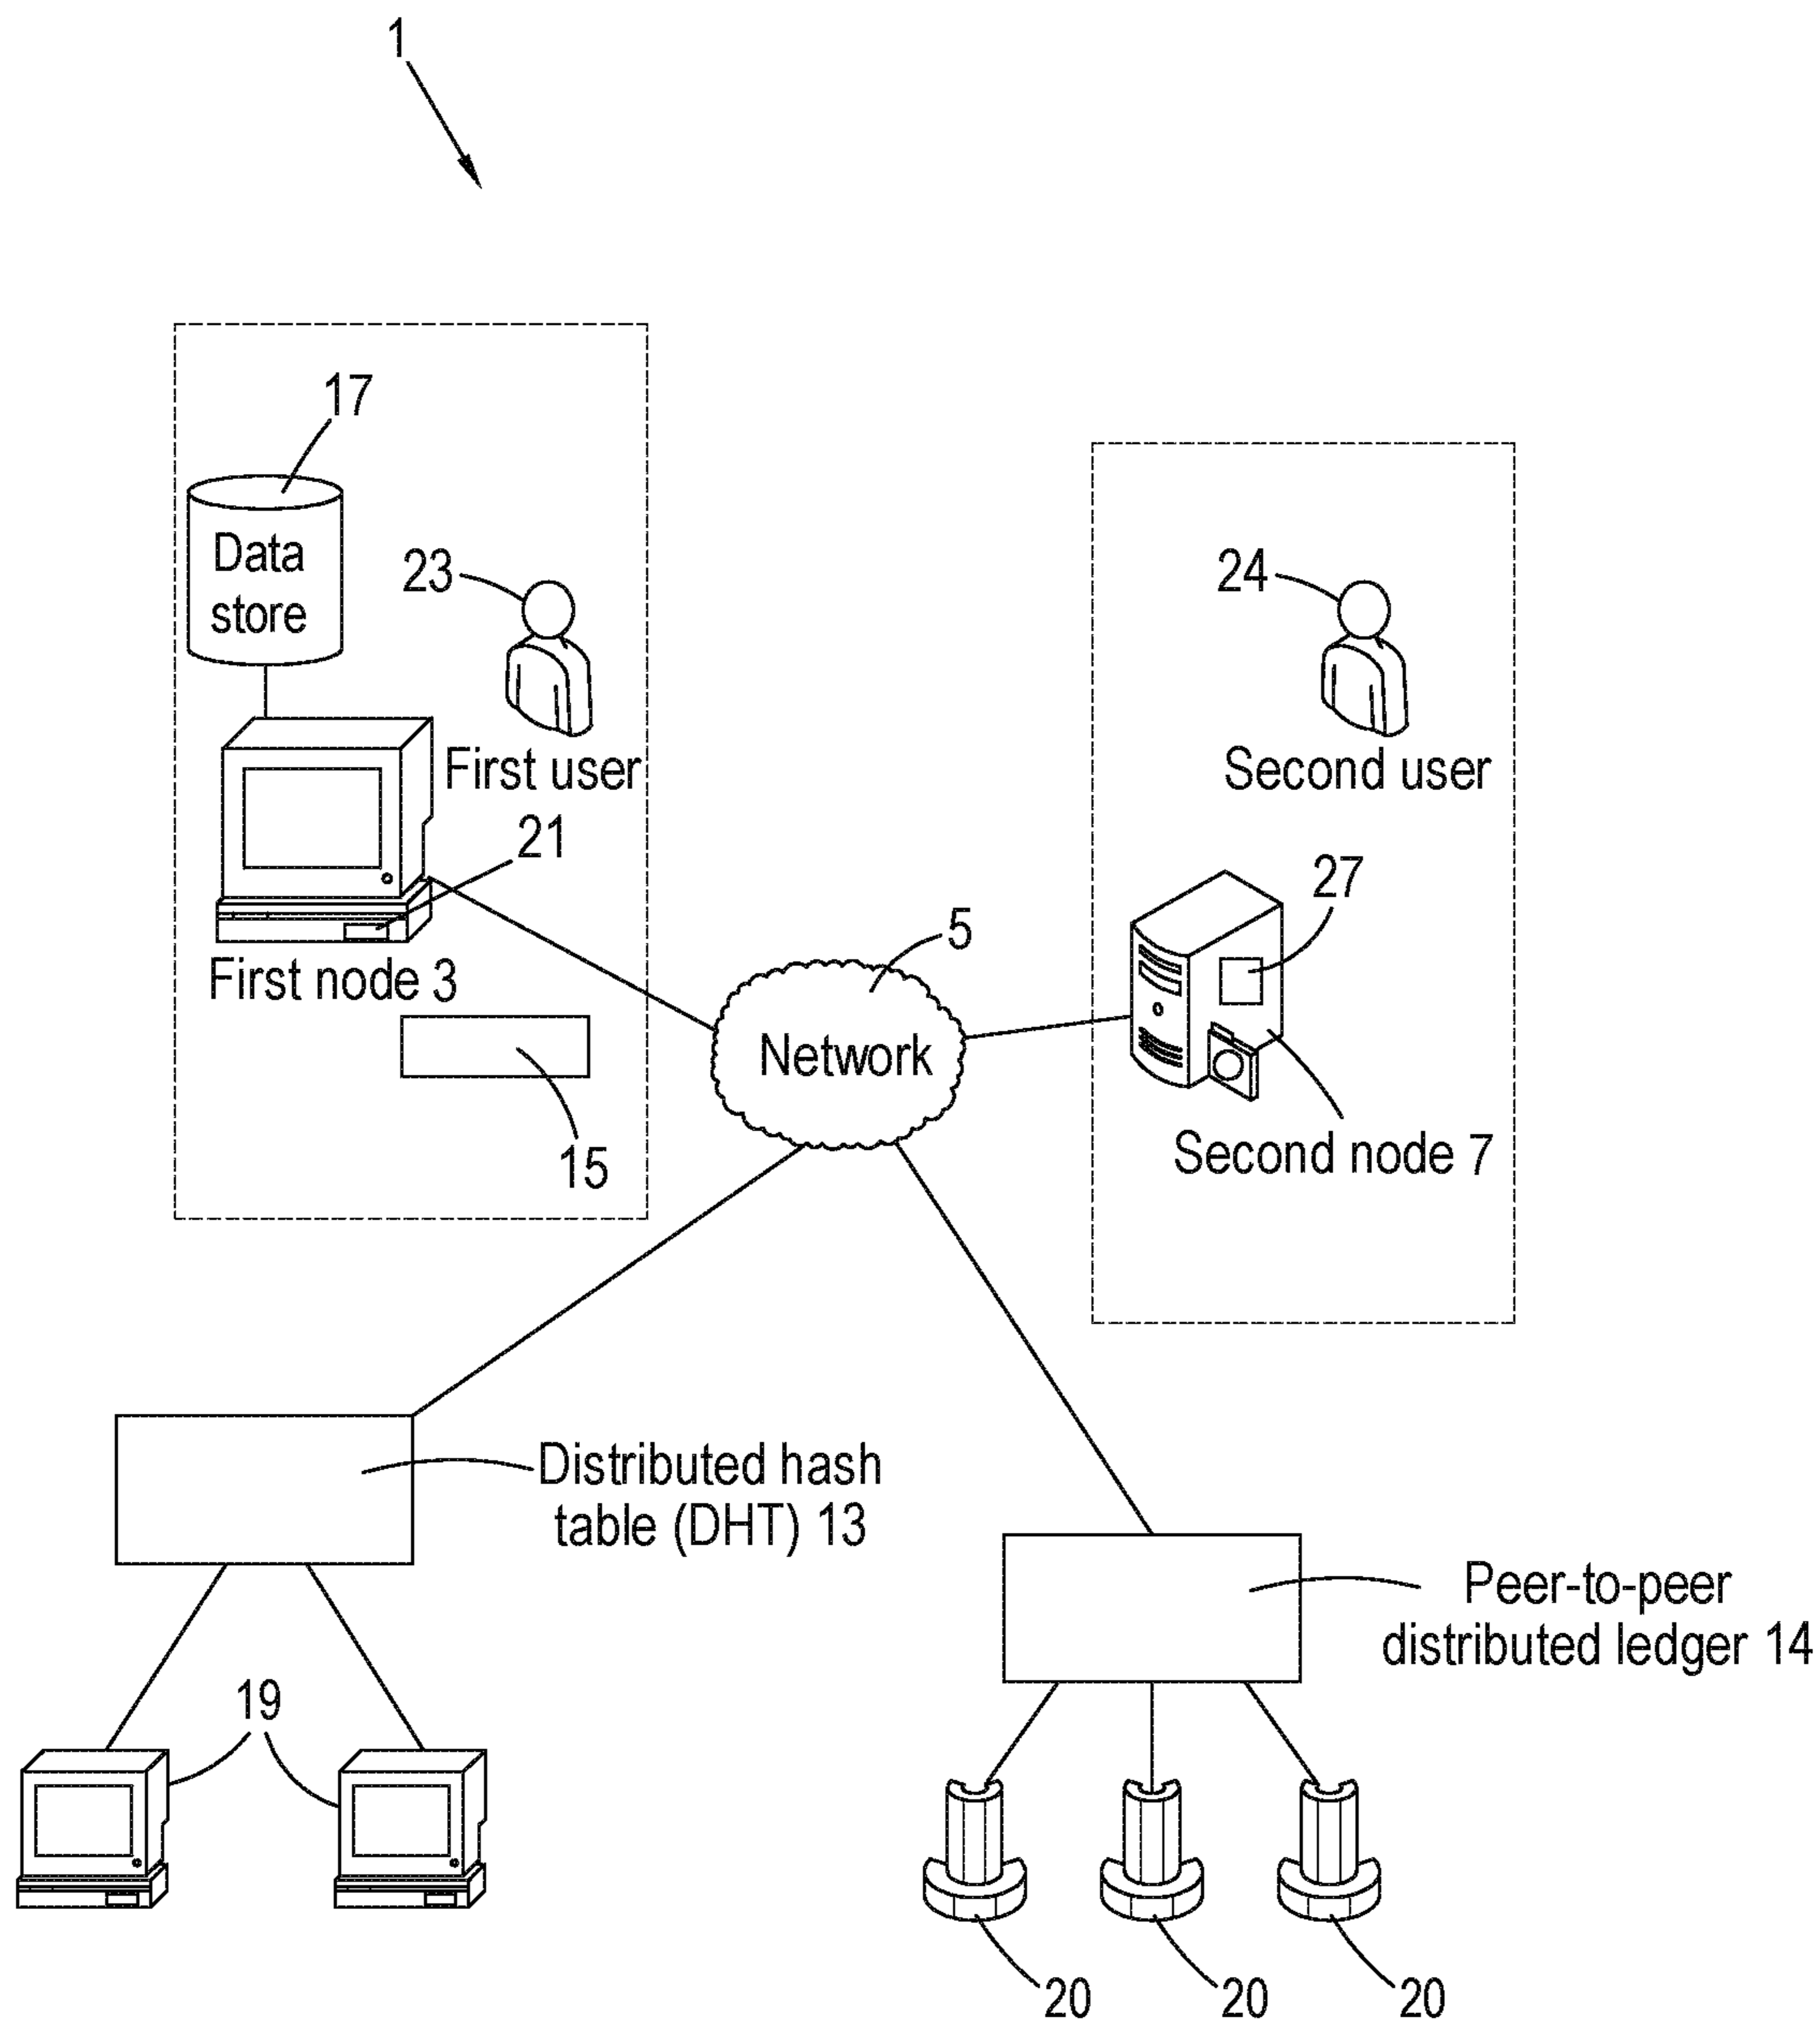 1
17
Data
store
23
24
First user
Second user
21
27
5
First node 3
Network
15
Second node 7
Distributed hash
table (DHT) 13
Peer-to-peer
distributed ledger 14
19
20
20
20